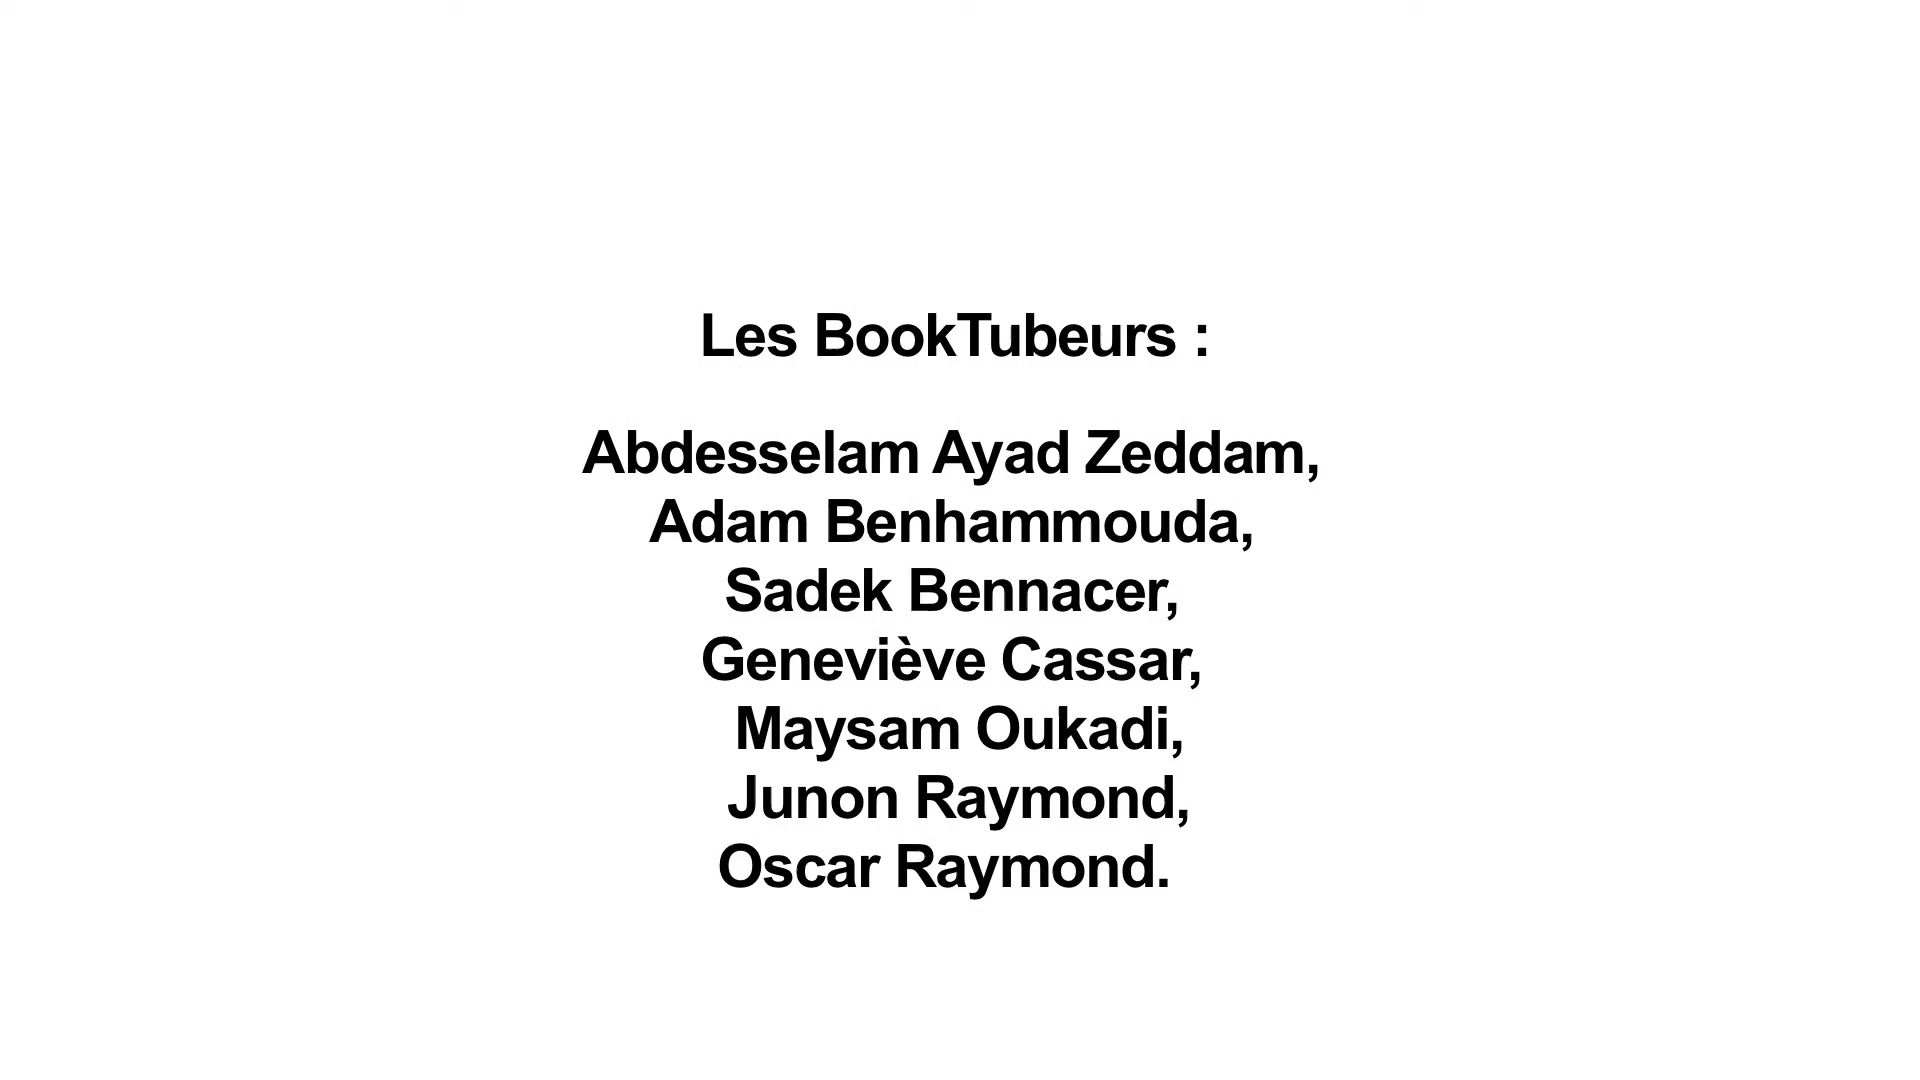 Les BookTubeurs :
Abdesselam Ayad Zeddam,
Adam Benhammouda,
Sadek Bennacer,
Geneviève Cassar,
Maysam Oukadi,
Junon Raymond,
Oscar Raymond.